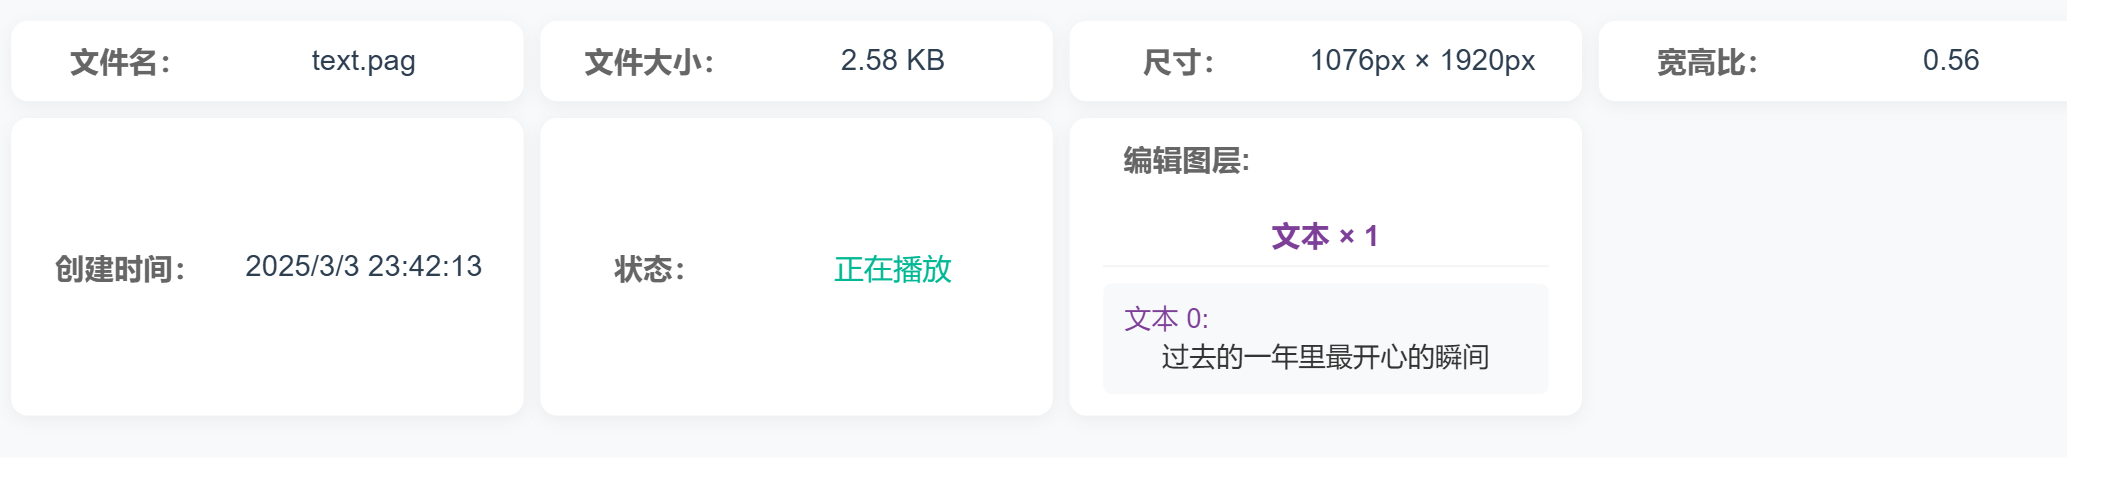 文件名： text.pag
文件大小： 2.58 KB
尺寸： 1076px × 1920px
宽高比： 0.56
创建时间： 2025/3/3 23:42:13
状态： 正在播放
编辑图层:
文本 × 1
文本 0:
过去的一年里最开心的瞬间